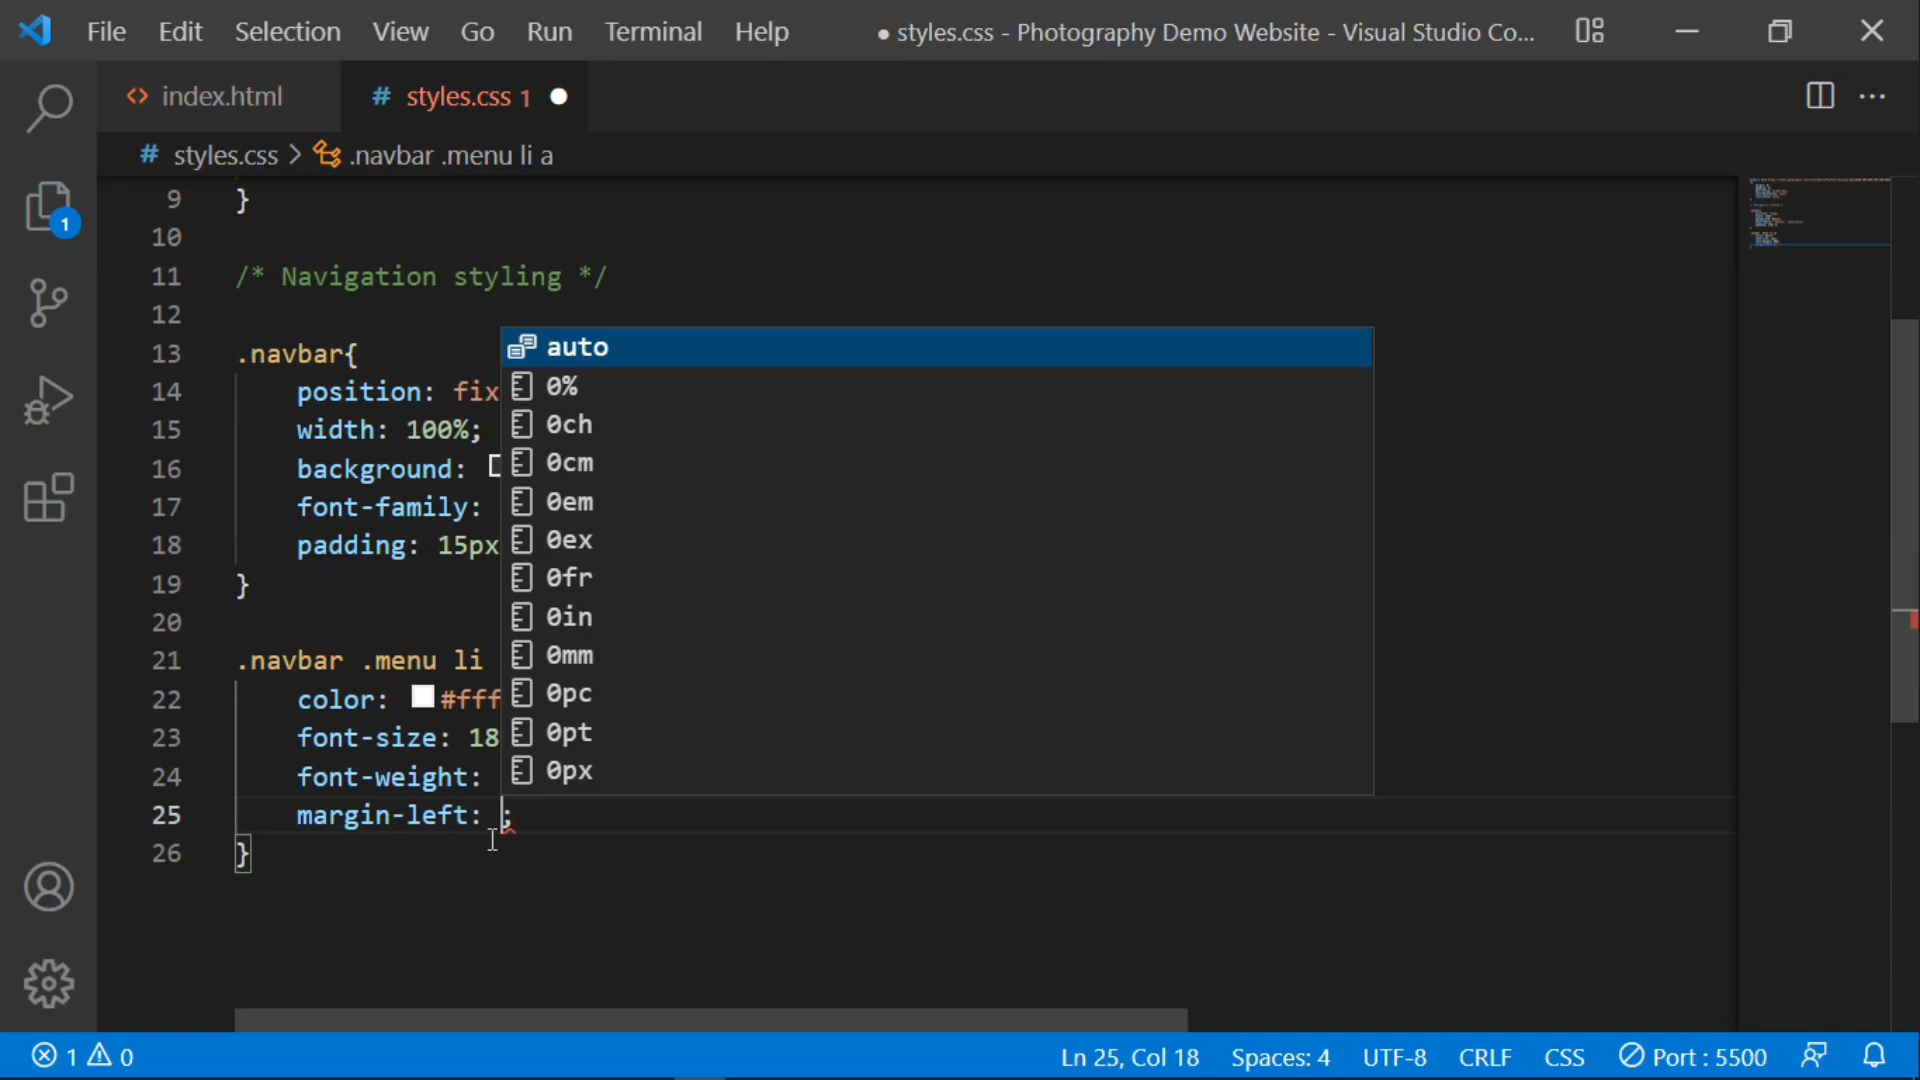 File Edit Selection View Go Run Terminal Help ● styles.css - Photography Demo Website - Visual Studio Co...
index.html # styles.css 1
# styles.css > .navbar .menu li a
1
9 }
10
11 /* Navigation styling */
12
13 .navbar{
14 position: fix
15 width: 100%;
16 background:
17 font-family:
18 padding: 15px
19 }
20
21 .navbar .menu li
22 color: #fff
23 font-size: 18
24 font-weight:
25 margin-left: ;
26 }
auto
0%
0ch
0cm
0em
0ex
0fr
0in
0mm
0pc
0pt
0px
1 0 Ln 25, Col 18 Spaces: 4 UTF-8 CRLF CSS Port : 5500